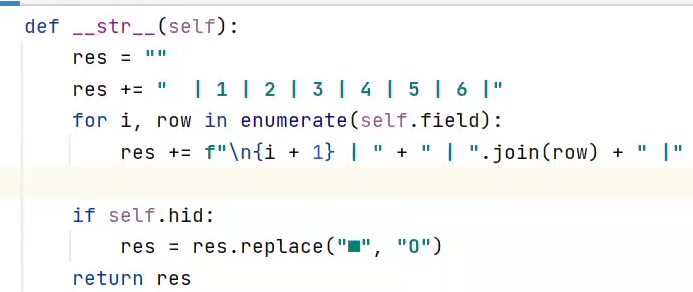 def __str__(self):
    res = ""
    res += "  | 1 | 2 | 3 | 4 | 5 | 6 |"
    for i, row in enumerate(self.field):
        res += f"\n{i + 1} | " + " | ".join(row) + " |"
    if self.hid:
        res = res.replace("■", "O")
    return res